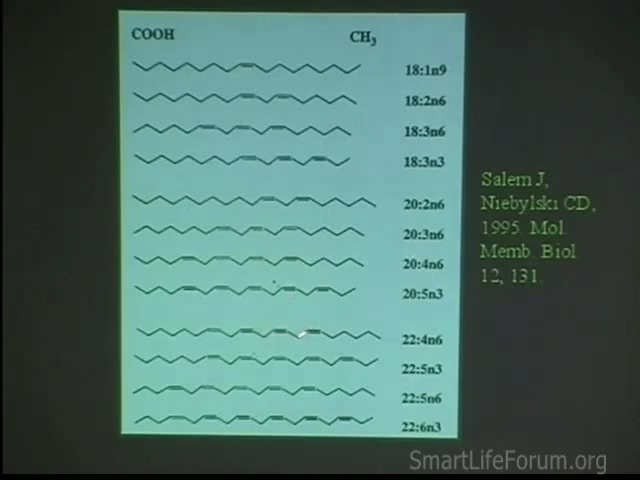 COOH CH3
18:1n9
18:2n6
18:3n6
18:3n3
20:2n6
20:3n6
20:4n6
20:5n3
22:4n6
22:5n3
22:5n6
22:6n3
Salem J,
Niebylski CD,
1995. Mol.
Memb. Biol
12, 131.
SmartLifeForum.org